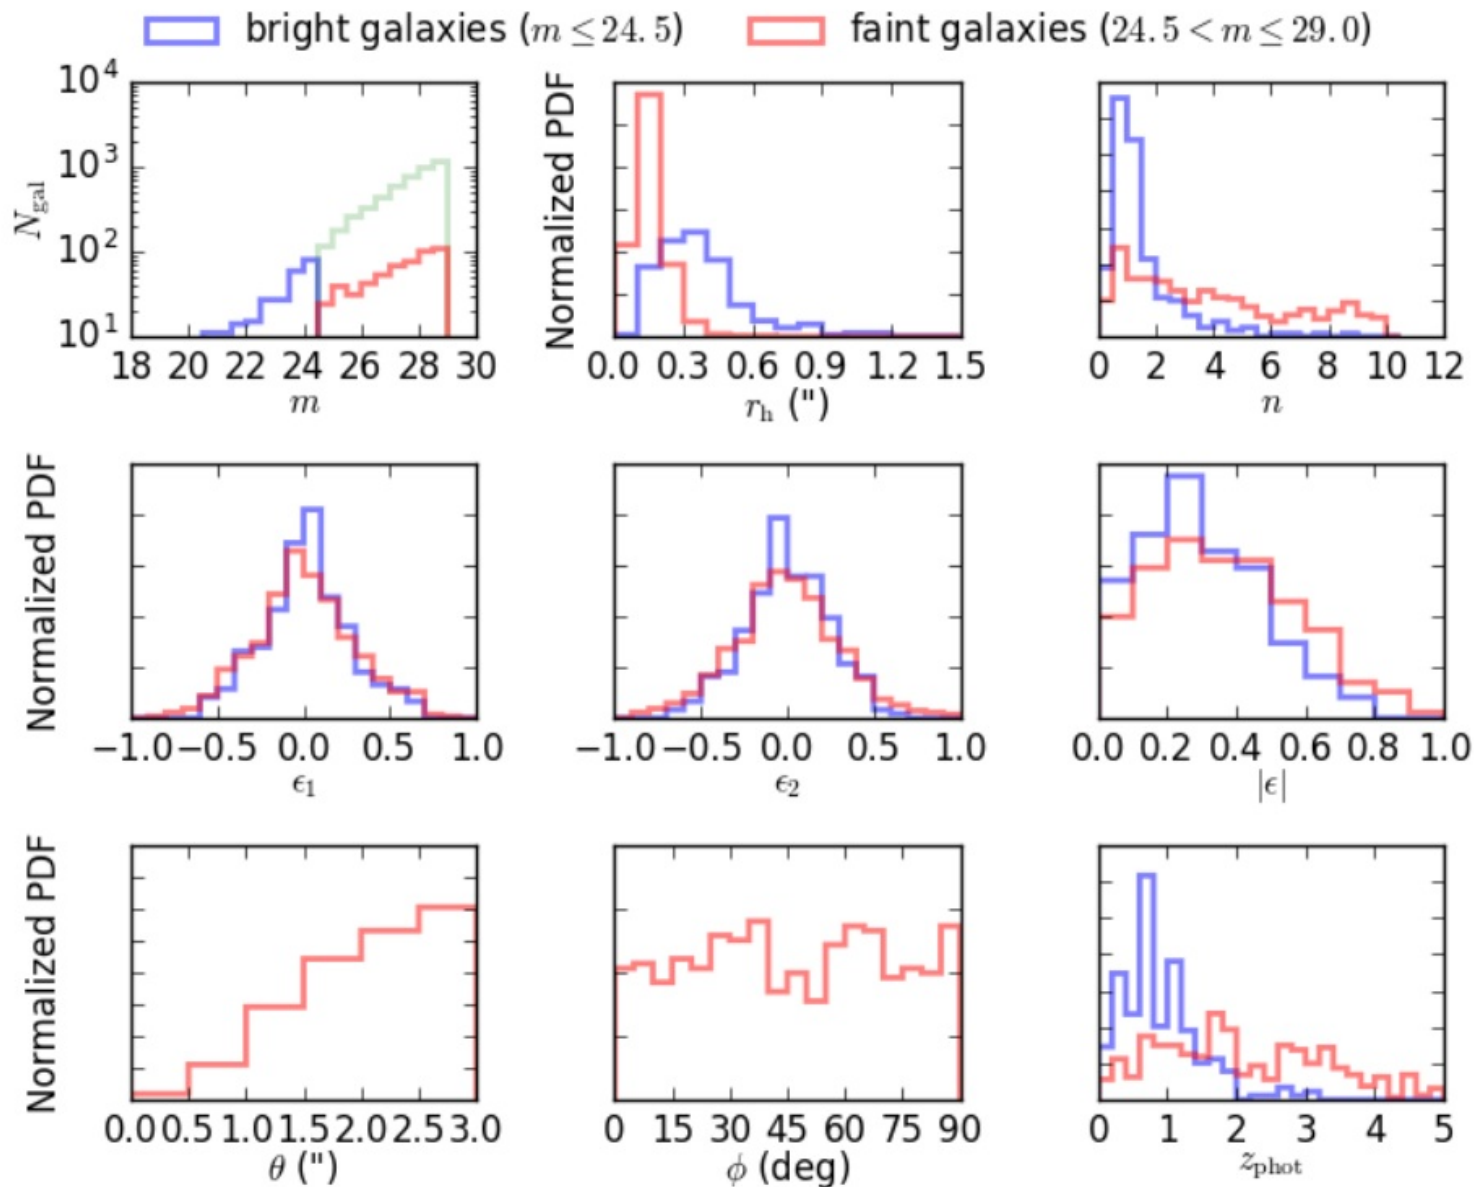 bright galaxies (m ≤ 24.5) faint galaxies (24.5 < m ≤ 29.0)
10^4
10^3
10^2
10^1
N_gal
18 20 22 24 26 28 30
m
Normalized PDF
0.0 0.3 0.6 0.9 1.2 1.5
r_h (")
0 2 4 6 8 10 12
n
Normalized PDF
−1.0 −0.5 0.0 0.5 1.0
ϵ_1
−1.0 −0.5 0.0 0.5 1.0
ϵ_2
0.0 0.2 0.4 0.6 0.8 1.0
|ϵ|
Normalized PDF
0.0 0.5 1.0 1.5 2.0 2.5 3.0
θ (")
0 15 30 45 60 75 90
ϕ (deg)
0 1 2 3 4 5
z_phot